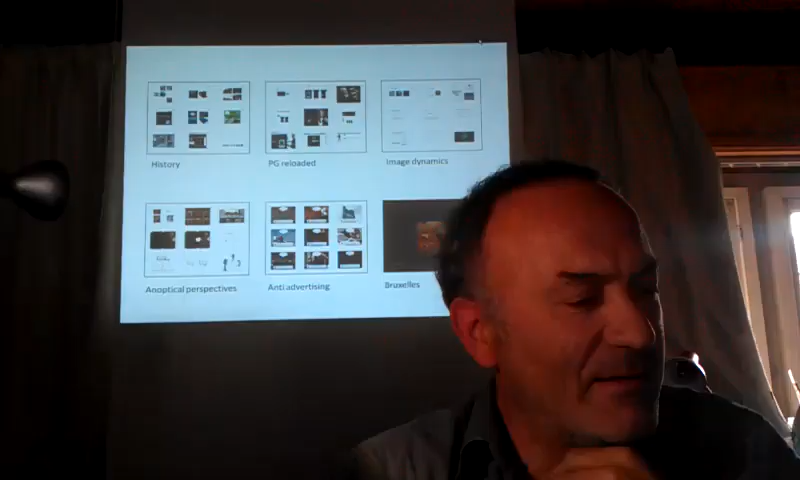 History
PG reloaded
Image dynamics
Anoptical perspectives
Anti advertising
Bruxelles